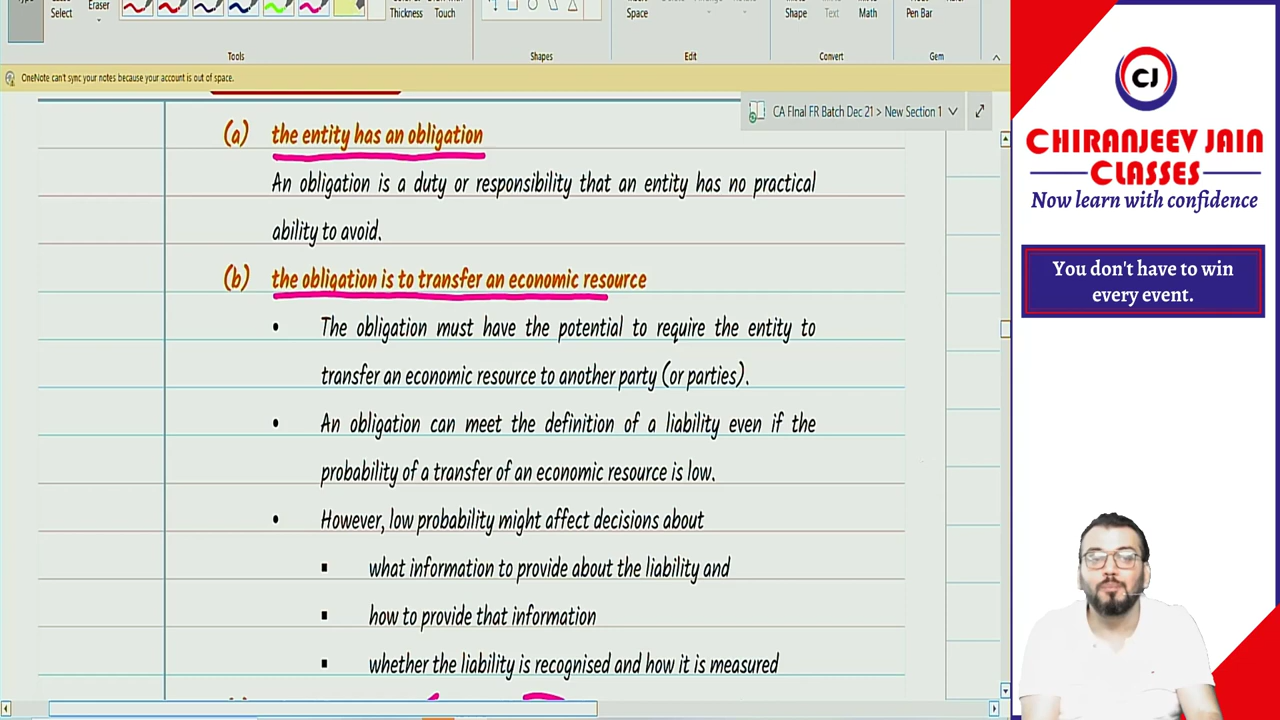 Eraser
Select
Thickness
Touch
Space
Shape
Text
Math
Pen Bar
Tools
Shapes
Edit
Convert
Gem
OneNote can't sync your notes because your account is out of space.
CA FInal FR Batch Dec 21 > New Section 1
(a) the entity has an obligation
An obligation is a duty or responsibility that an entity has no practical
ability to avoid.
(b) the obligation is to transfer an economic resource
• The obligation must have the potential to require the entity to
transfer an economic resource to another party (or parties).
• An obligation can meet the definition of a liability even if the
probability of a transfer of an economic resource is low.
• However, low probability might affect decisions about
▪ what information to provide about the liability and
▪ how to provide that information
▪ whether the liability is recognised and how it is measured
CJ
CHIRANJEEV JAIN
CLASSES
Now learn with confidence
You don't have to win
every event.